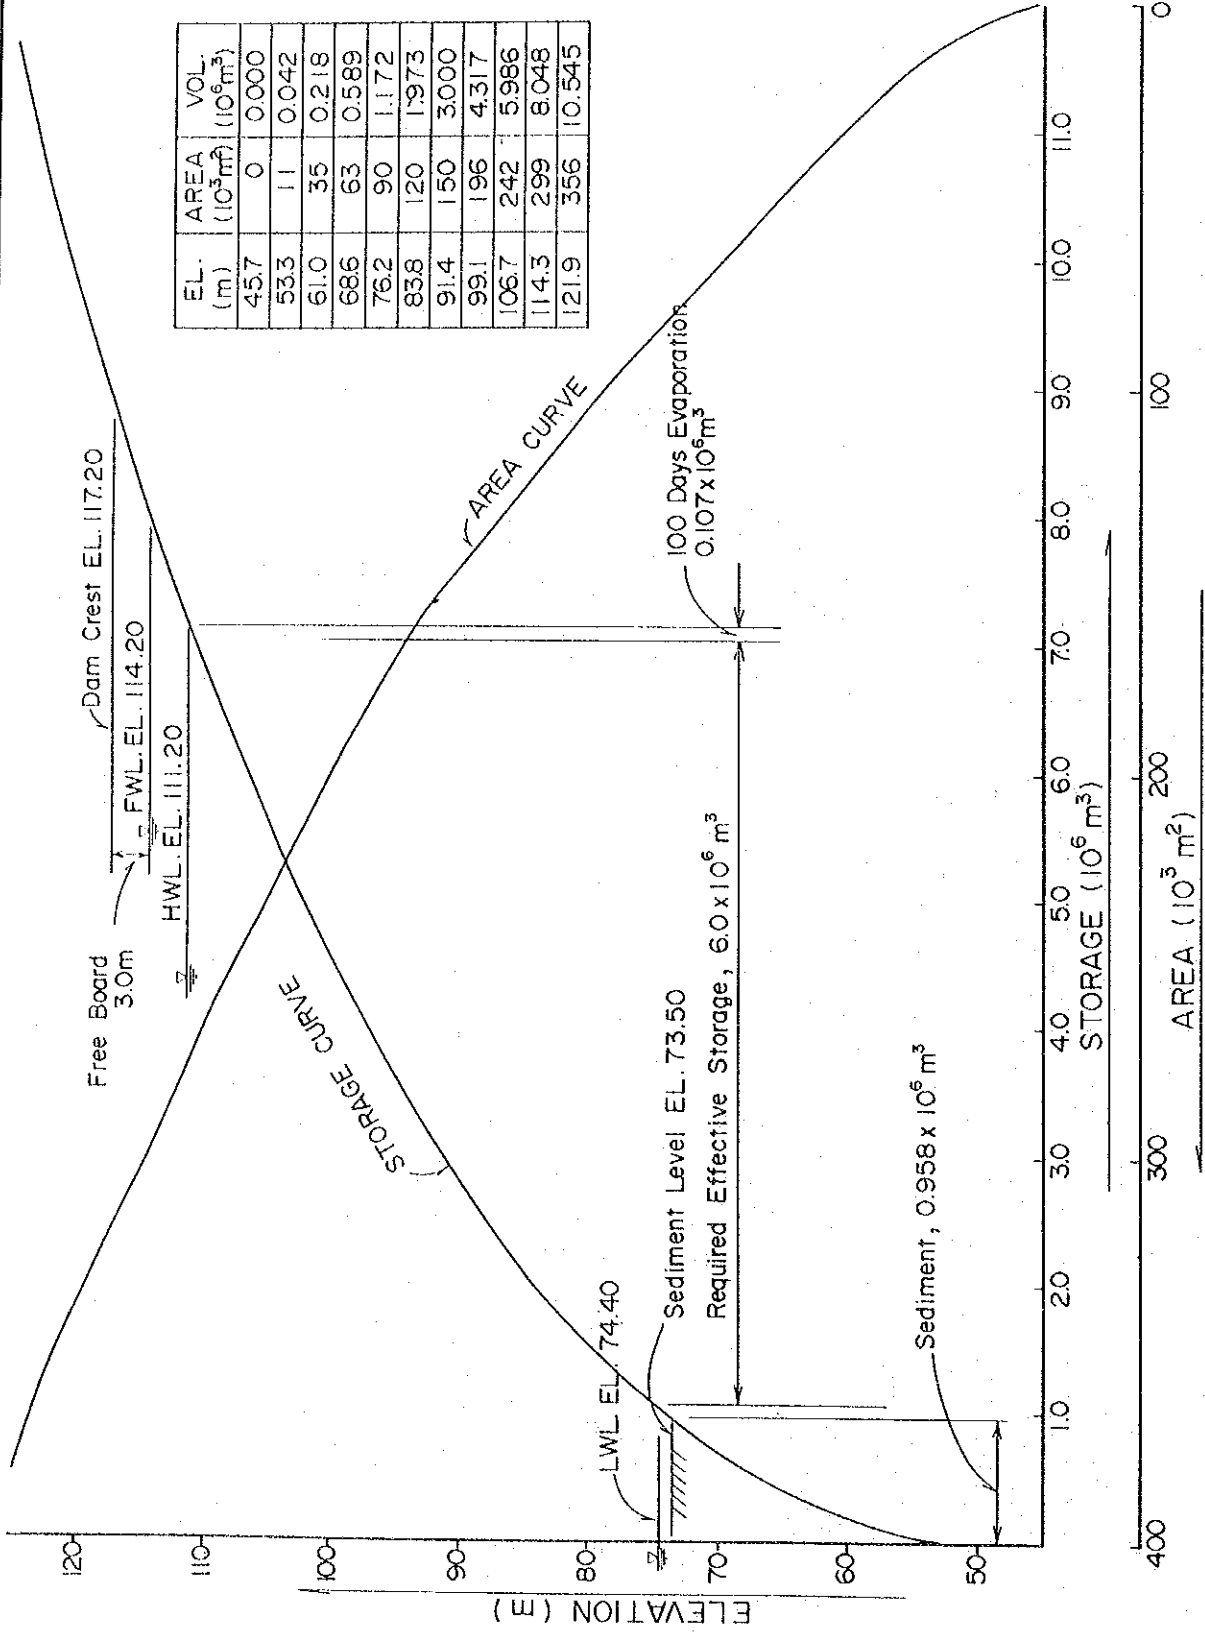 EL. AREA VOL.
(m) (10³m²) (10⁶m³)
45.7 0 0.000
53.3 11 0.042
61.0 35 0.218
68.6 63 0.589
76.2 90 1.172
83.8 120 1.973
91.4 150 3.000
99.1 196 4.317
106.7 242 5.986
114.3 299 8.048
121.9 356 10.545
Dam Crest EL.117.20
Free Board
3.0m
FWL.EL.114.20
HWL.EL.111.20
STORAGE CURVE
AREA CURVE
100 Days Evaporation
0.107x10⁶m³
LWL EL. 74.40
Sediment Level EL.73.50
Required Effective Storage, 6.0x10⁶ m³
Sediment, 0.958x10⁶m³
ELEVATION (m)
120
110
100
90
80
70
60
50
1.0 2.0 3.0 4.0 5.0 6.0 7.0 8.0 9.0 10.0 11.0
STORAGE (10⁶ m³)
400 300 200 100 0
AREA (10³ m²)